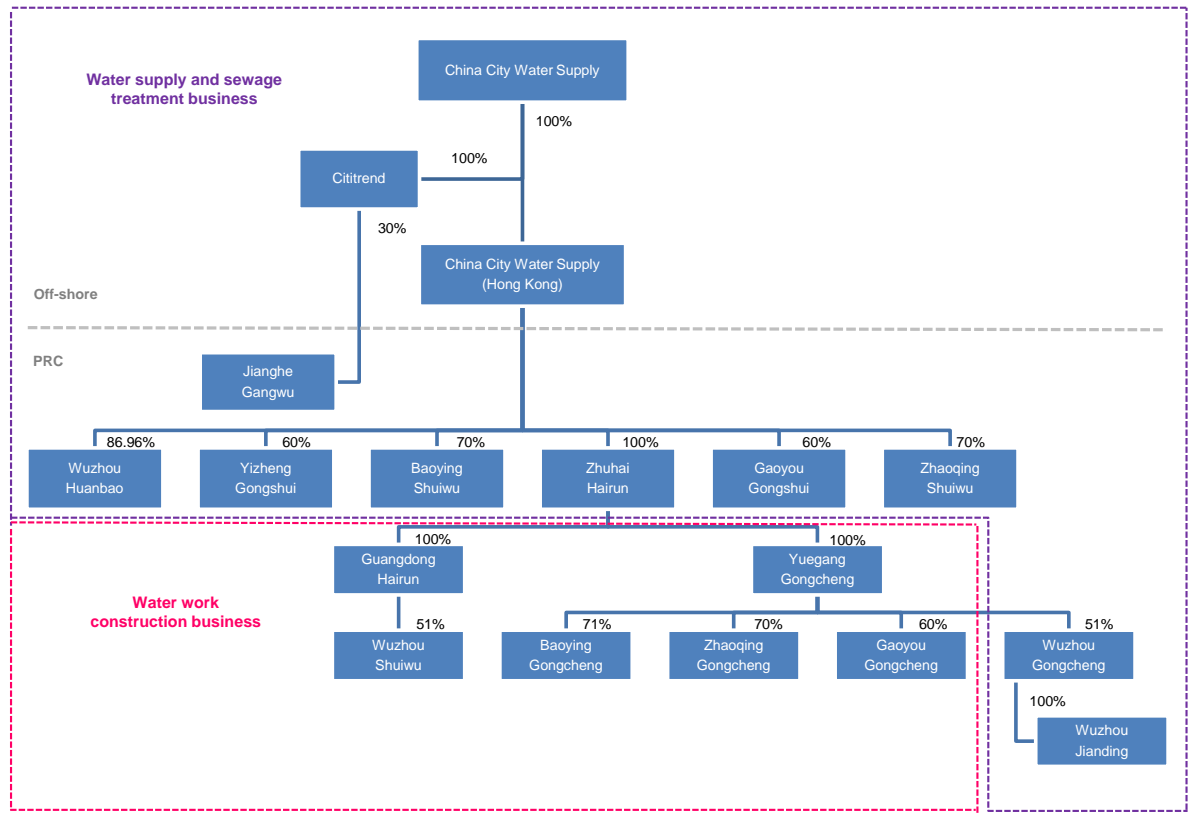 China City Water Supply
Water supply and sewage
treatment business
100%
100%
Cititrend
30%
China City Water Supply
(Hong Kong)
Off-shore
PRC
Jianghe
Gangwu
86.96%
60%
70%
100%
60%
70%
Wuzhou
Huanbao
Yizheng
Gongshui
Baoying
Shuiwu
Zhuhai
Hairun
Gaoyou
Gongshui
Zhaoqing
Shuiwu
100%
100%
Guangdong
Hairun
Yuegang
Gongcheng
Water work
construction business
51%
71%
70%
60%
51%
Wuzhou
Shuiwu
Baoying
Gongcheng
Zhaoqing
Gongcheng
Gaoyou
Gongcheng
Wuzhou
Gongcheng
100%
Wuzhou
Jianding